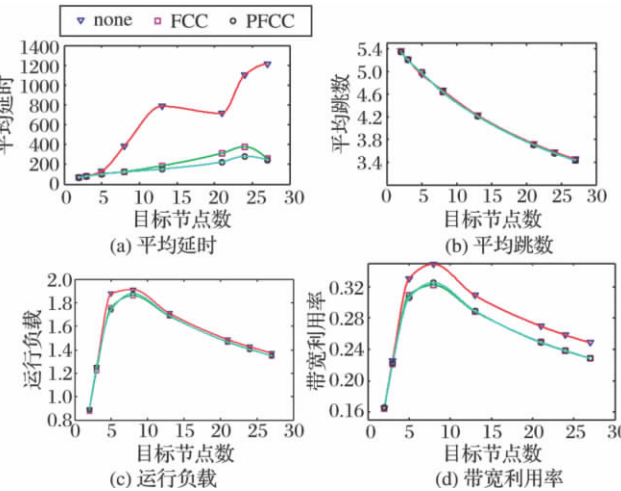 none FCC PFCC
1400
1200
1000
800
600
400
200
0
平均延时
0 5 10 15 20 25 30
目标节点数
(a) 平均延时
5.4
5.0
4.6
4.2
3.8
3.4
平均跳数
0 5 10 15 20 25 30
目标节点数
(b) 平均跳数
2.0
1.8
1.6
1.4
1.2
1.0
0.8
运行负载
0 5 10 15 20 25 30
目标节点数
(c) 运行负载
0.32
0.28
0.24
0.20
0.16
带宽利用率
0 5 10 15 20 25 30
目标节点数
(d) 带宽利用率